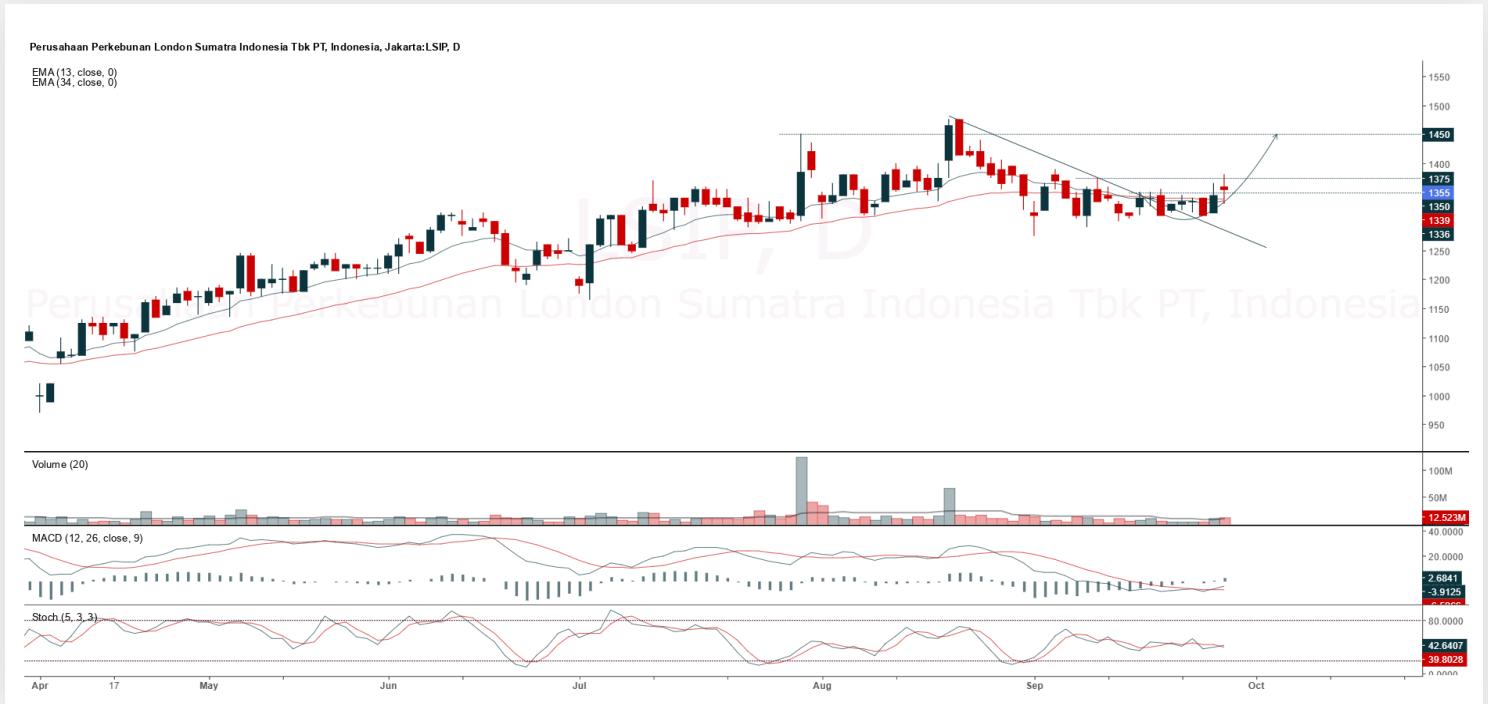 Perusahaan Perkebunan London Sumatra Indonesia Tbk PT, Indonesia, Jakarta:LSIP, D
EMA (13, close, 0)
EMA (34, close, 0)
1550
1500
1450
1400
1375
1355
1350
1339
1336
1250
1200
1150
1100
1050
1000
950
LSIP, D
Perusahaan Perkebunan London Sumatra Indonesia Tbk PT, Indonesia
Volume (20)
100M
50M
12.523M
MACD (12, 26, close, 9)
40.0000
20.0000
2.6841
-3.9125
Stoch (5, 3, 3)
80.0000
42.6407
39.8028
0.0000
Apr 17 May Jun Jul Aug Sep Oct